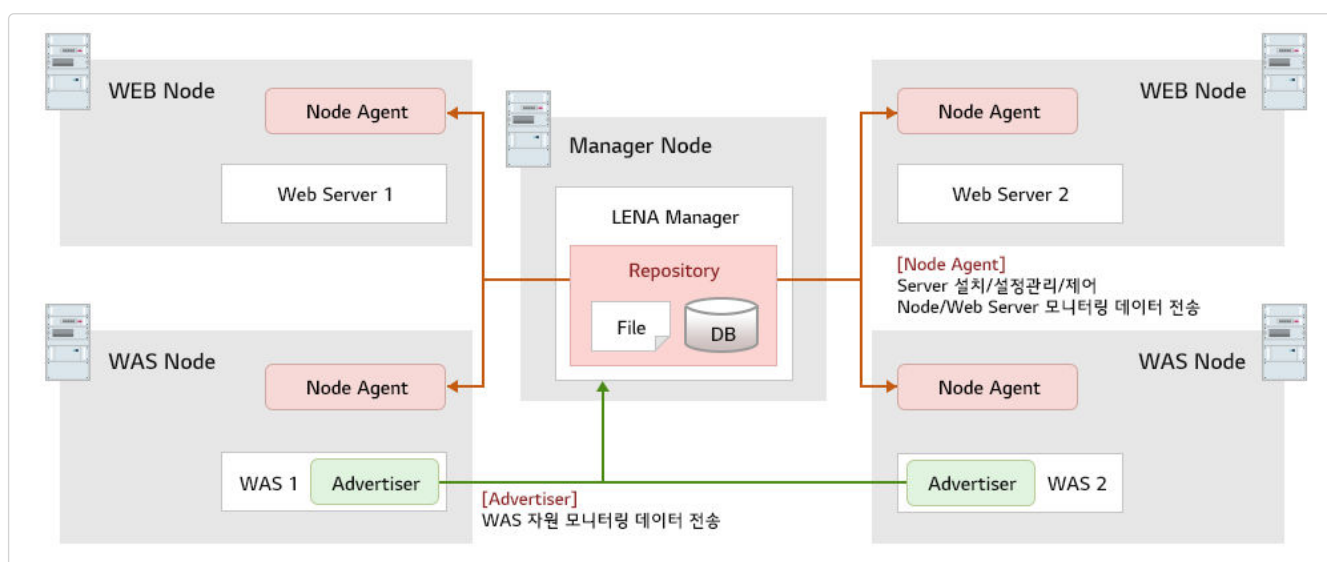 WEB Node
Node Agent
Web Server 1
Manager Node
LENA Manager
Repository
File
DB
WEB Node
Node Agent
Web Server 2
[Node Agent]
Server 설치/설정관리/제어
Node/Web Server 모니터링 데이터 전송
WAS Node
Node Agent
WAS 1
Advertiser
[Advertiser]
WAS 자원 모니터링 데이터 전송
WAS Node
Node Agent
Advertiser
WAS 2